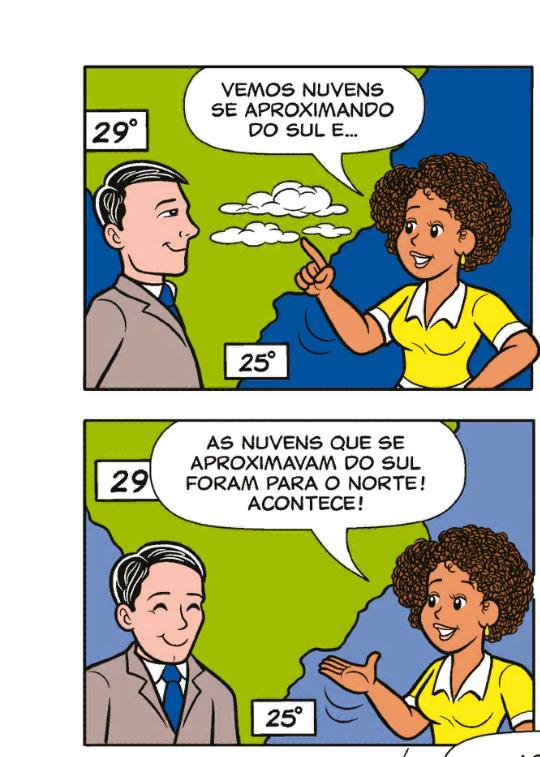 VEMOS NUVENS
SE APROXIMANDO
DO SUL E...
29°
25°
AS NUVENS QUE SE
APROXIMAVAM DO SUL
FORAM PARA O NORTE!
ACONTECE!
29
25°